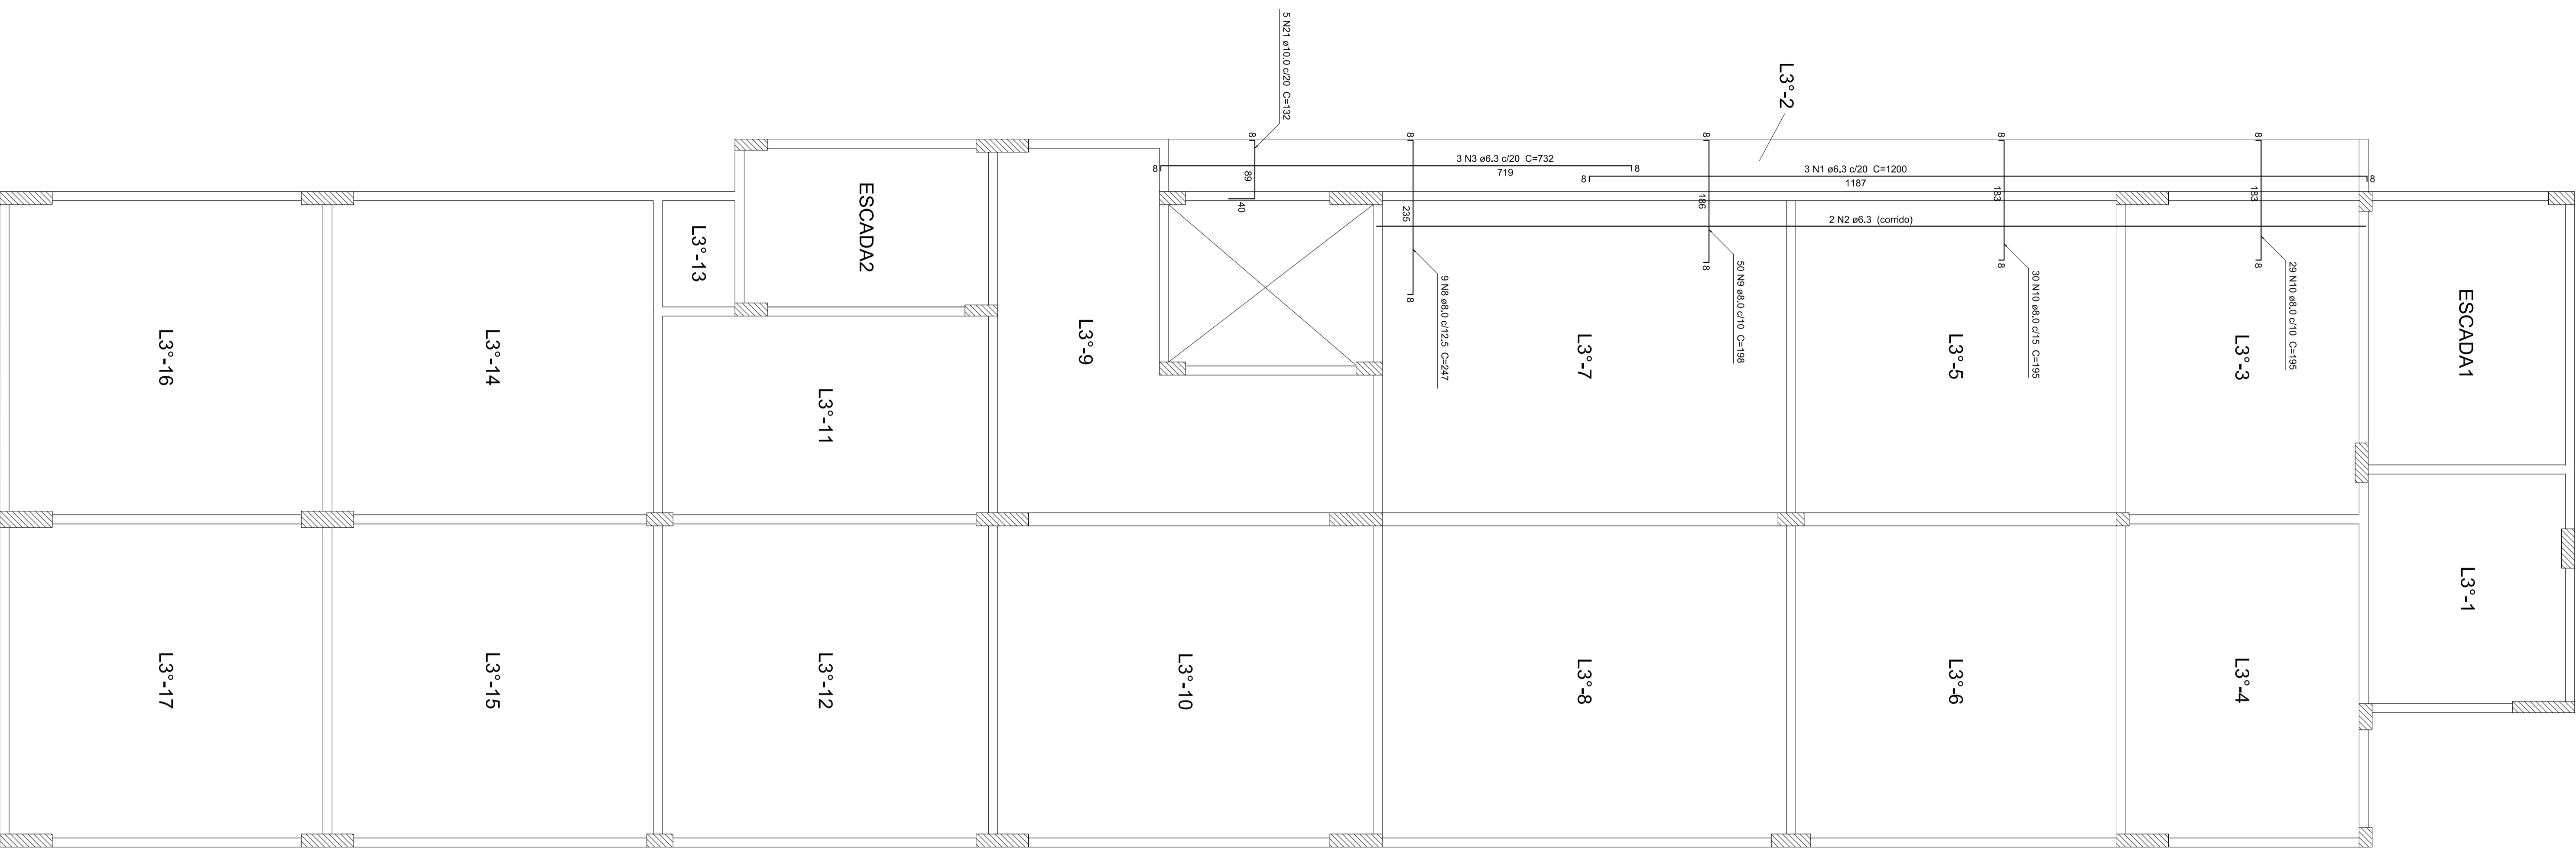 5 N21 ø10.0 c/20 C=132
8
89
40
L3°-2
3 N3 ø6.3 c/20 C=732
719
8
8
3 N1 ø6.3 c/20 C=1200
1187
8
8
2 N2 ø6.3 (corrido)
8
235
8
9 N8 ø8.0 c/12.5 C=247
8
186
8
50 N9 ø8.0 c/10 C=198
8
183
8
30 N10 ø8.0 c/15 C=195
8
183
8
29 N10 ø8.0 c/10 C=195
ESCADA2
L3°-13
ESCADA1
L3°-16
L3°-14
L3°-11
L3°-9
L3°-7
L3°-5
L3°-3
L3°-1
L3°-17
L3°-15
L3°-12
L3°-10
L3°-8
L3°-6
L3°-4